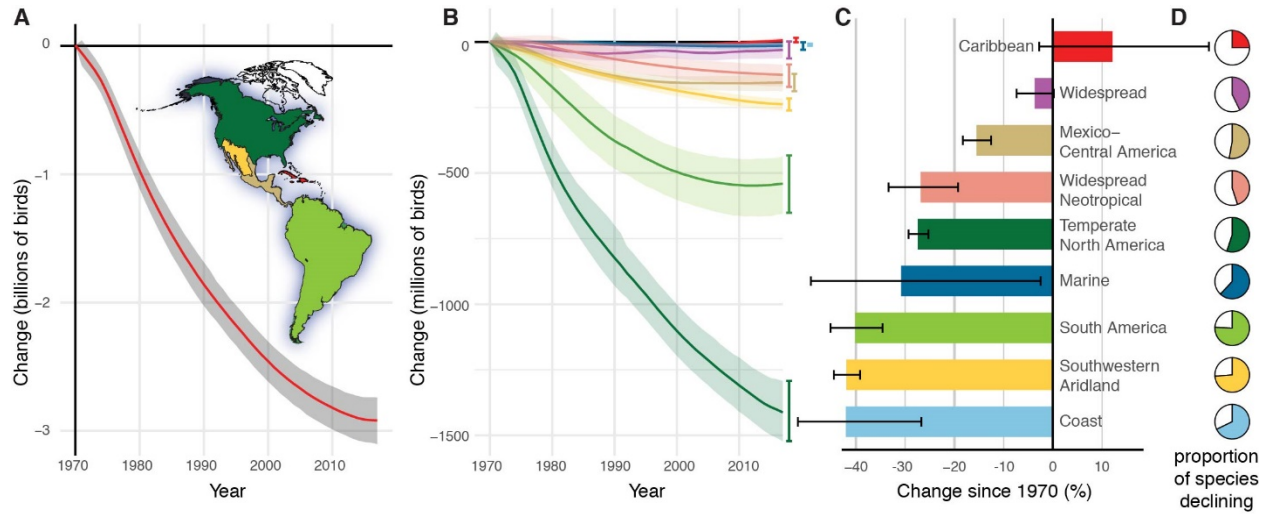 A
Change (billions of birds)
0
−1
−2
−3
1970
1980
1990
2000
2010
Year
B
Change (millions of birds)
0
−500
−1000
−1500
1970
1980
1990
2000
2010
Year
C
Caribbean
Widespread
Mexico−
Central America
Widespread
Neotropical
Temperate
North America
Marine
South America
Southwestern
Aridland
Coast
−40
−30
−20
−10
0
10
Change since 1970 (%)
D
proportion
of species
declining